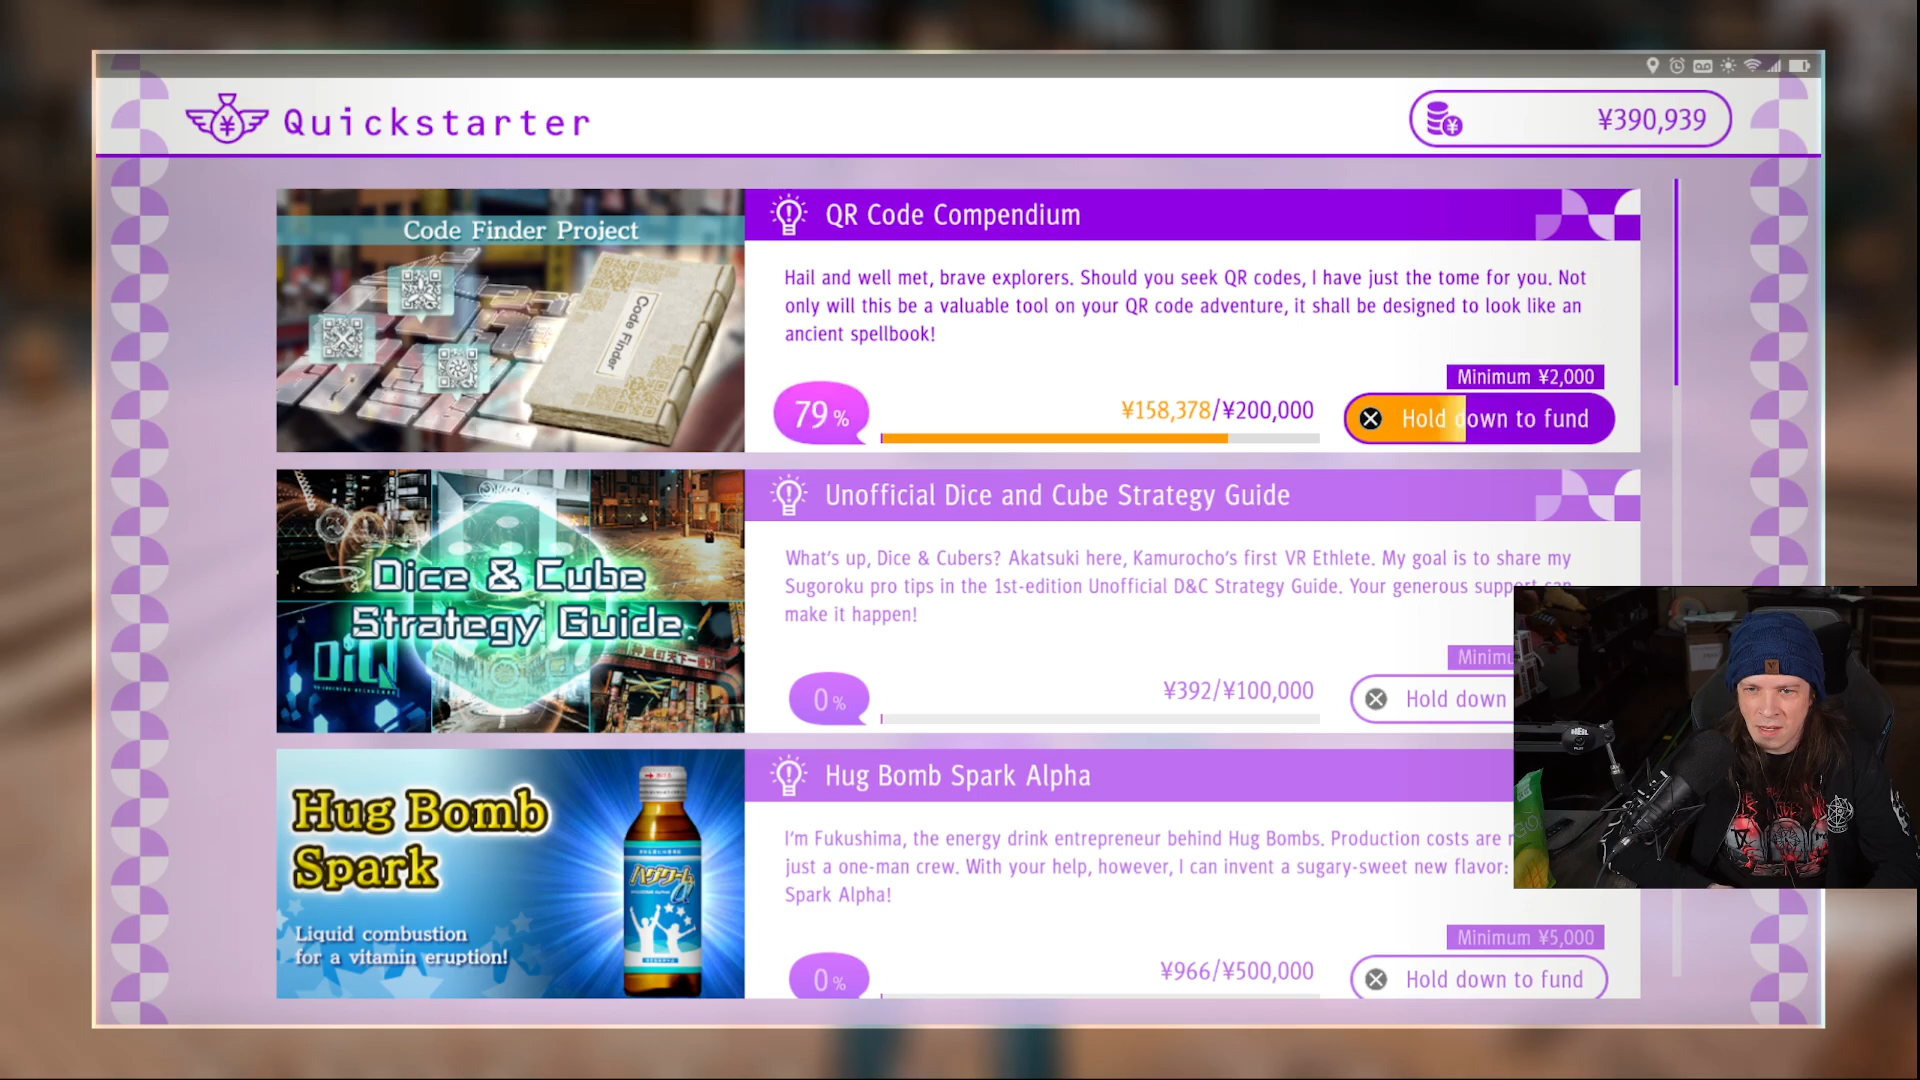 Quickstarter
¥390,939
Code Finder Project
Code Finder
QR Code Compendium
Hail and well met, brave explorers. Should you seek QR codes, I have just the tome for you. Not
only will this be a valuable tool on your QR code adventure, it shall be designed to look like an
ancient spellbook!
Minimum ¥2,000
79%
¥158,378/¥200,000
Hold down to fund
Dice & Cube
Strategy Guide
Unofficial Dice and Cube Strategy Guide
What's up, Dice & Cubers? Akatsuki here, Kamurocho's first VR Ethlete. My goal is to share my
Sugoroku pro tips in the 1st-edition Unofficial D&C Strategy Guide. Your generous support can
make it happen!
0%
¥392/¥100,000
Hold down
Hug Bomb
Spark
Liquid combustion
for a vitamin eruption!
Hug Bomb Spark Alpha
I'm Fukushima, the energy drink entrepreneur behind Hug Bombs. Production costs are
just a one-man crew. With your help, however, I can invent a sugary-sweet new flavor:
Spark Alpha!
Minimum ¥5,000
0%
¥966/¥500,000
Hold down to fund